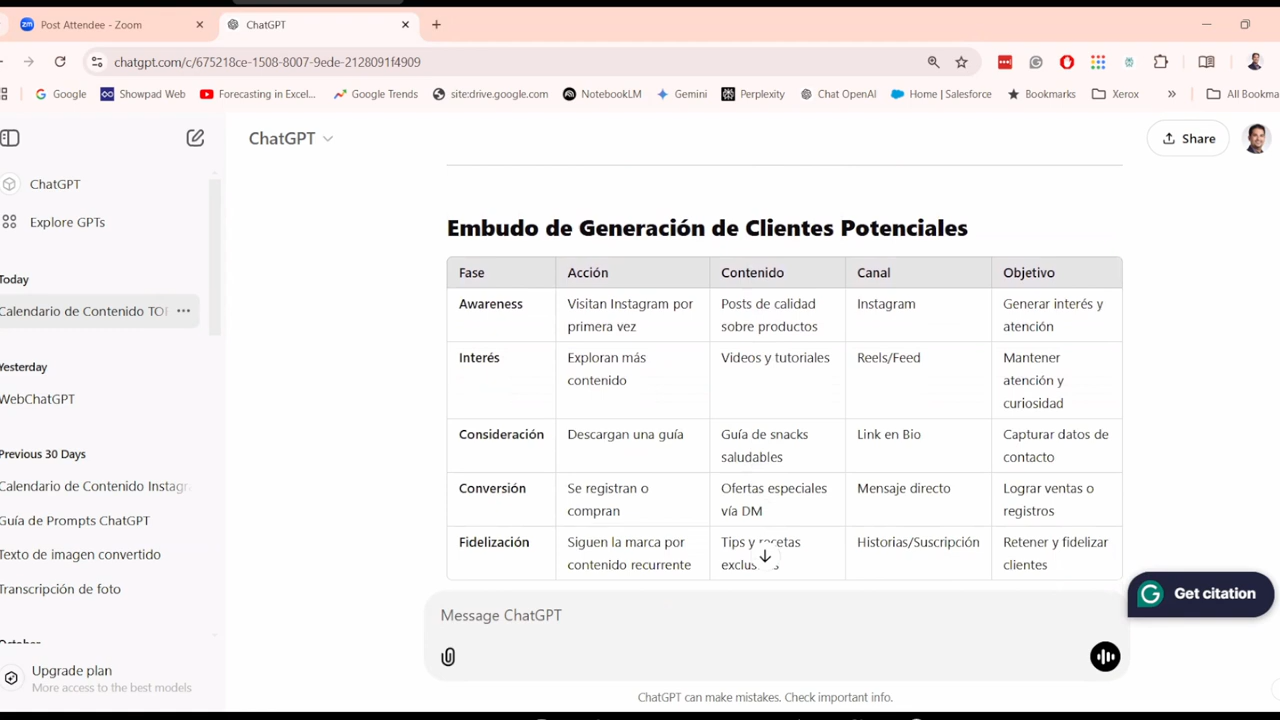 Post Attendee - Zoom
ChatGPT
chatgpt.com/c/675218ce-1508-8007-9ede-2128091f4909
Google
Showpad Web
Forecasting in Excel...
Google Trends
site:drive.google.com
NotebookLM
Gemini
Perplexity
Chat OpenAI
Home | Salesforce
Bookmarks
Xerox
All Bookma
ChatGPT
Share
ChatGPT
Explore GPTs
Today
Calendario de Contenido TO
Yesterday
WebChatGPT
Previous 30 Days
Calendario de Contenido Instagr
Guía de Prompts ChatGPT
Texto de imagen convertido
Transcripción de foto
October
Upgrade plan
More access to the best models
Embudo de Generación de Clientes Potenciales
Fase Acción Contenido Canal Objetivo
Awareness Visitan Instagram por Posts de calidad Instagram Generar interés y
primera vez sobre productos atención
Interés Exploran más Videos y tutoriales Reels/Feed Mantener
contenido atención y
curiosidad
Consideración Descargan una guía Guía de snacks Link en Bio Capturar datos de
saludables contacto
Conversión Se registran o Ofertas especiales Mensaje directo Lograr ventas o
compran vía DM registros
Fidelización Siguen la marca por Tips y recetas Historias/Suscripción Retener y fidelizar
contenido recurrente clientes
Get citation
Message ChatGPT
ChatGPT can make mistakes. Check important info.